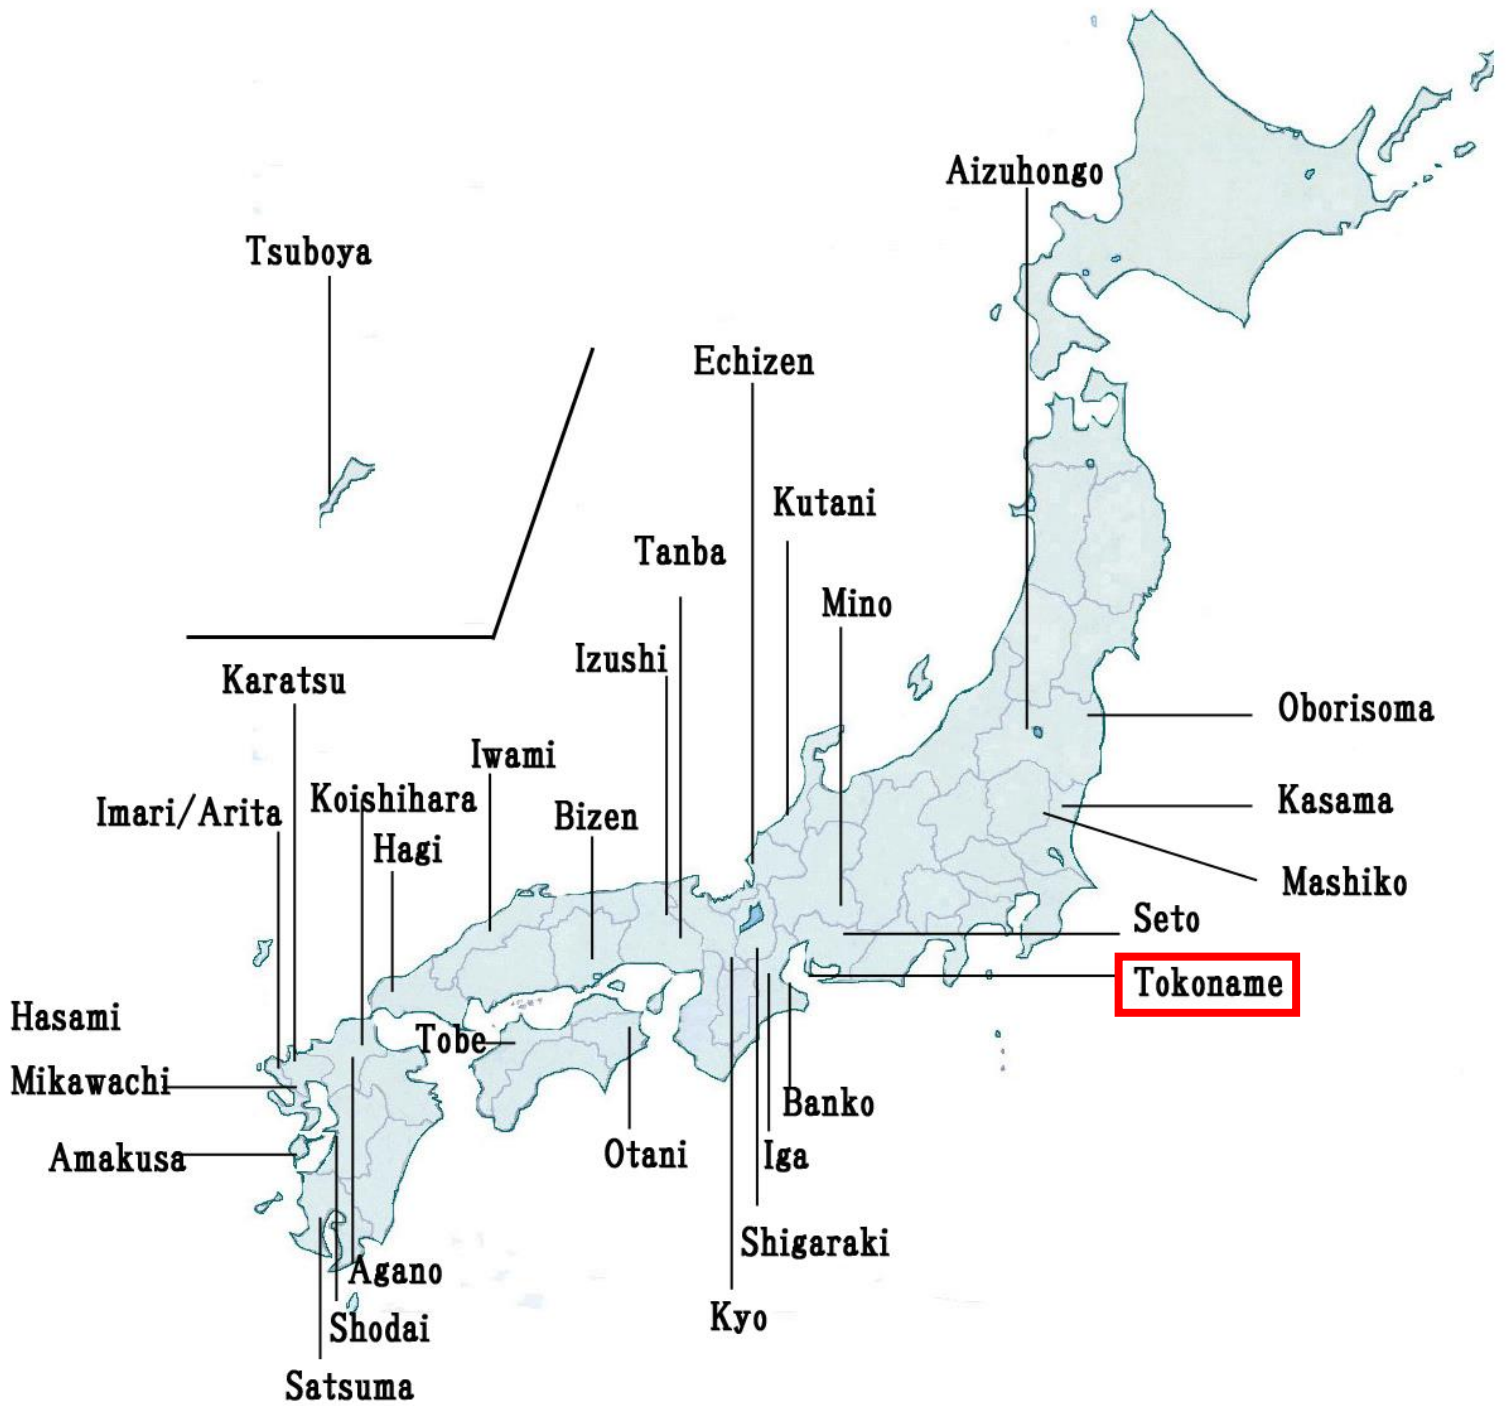 Aizuhongo
Tsuboya
Echizen
Kutani
Tanba
Mino
Izushi
Karatsu
Oborisoma
Iwami
Koishihara
Kasama
Imari/Arita
Bizen
Hagi
Mashiko
Seto
Tokoname
Hasami
Tobe
Mikawachi
Banko
Amakusa
Otani
Iga
Shigaraki
Agano
Kyo
Shodai
Satsuma